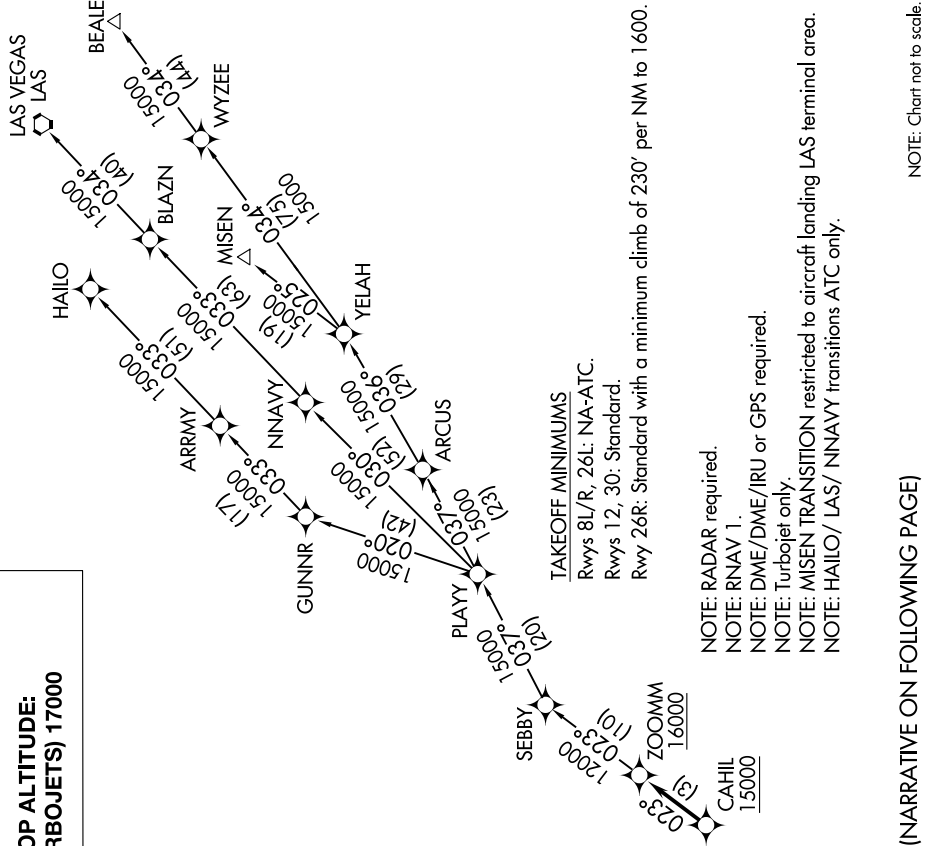 TOP ALTITUDE:
(TURBOJETS) 17000
LAS VEGAS
LAS
15000
034°
(40)
BEALE
15000
034°
(44)
WYZEE
HAILO
15000
033°
(51)
BLAZN
15000
033°
(63)
MISEN
(19)
15000
025°
034°
(75)
15000
ARRMY
(17)
15000
033°
NNAVY
15000
030°
(52)
YELAH
15000
036°
(29)
GUNNR
15000
020°
(42)
ARCUS
037°
15000
(23)
PLAYY
15000
037°
(20)
SEBBY
12000
023°
(10)
ZOOMM
16000
023°
(3)
CAHIL
15000
TAKEOFF MINIMUMS
Rwys 8L/R, 26L: NA-ATC.
Rwys 12, 30: Standard.
Rwy 26R: Standard with a minimum climb of 230' per NM to 1600.
NOTE: RADAR required.
NOTE: RNAV 1.
NOTE: DME/DME/IRU or GPS required.
NOTE: Turbojet only.
NOTE: MISEN TRANSITION restricted to aircraft landing LAS terminal area.
NOTE: HAILO/ LAS/ NNAVY transitions ATC only.
(NARRATIVE ON FOLLOWING PAGE)
NOTE: Chart not to scale.